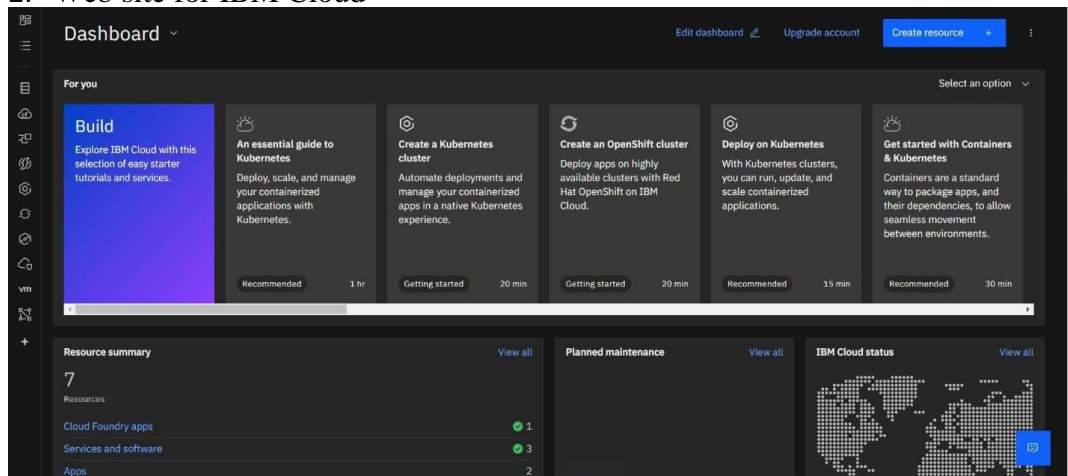 2. Web site for IBM Cloud
Dashboard
Edit dashboard
Upgrade account
Create resource +
For you
Select an option
Build
Explore IBM Cloud with this
selection of easy starter
tutorials and services.
An essential guide to
Kubernetes
Deploy, scale, and manage
your containerized
applications with
Kubernetes.
Recommended 1 hr
Create a Kubernetes
cluster
Automate deployments and
manage your containerized
apps in a native Kubernetes
experience.
Getting started 20 min
Create an OpenShift cluster
Deploy apps on highly
available clusters with Red
Hat OpenShift on IBM
Cloud.
Getting started 20 min
Deploy on Kubernetes
With Kubernetes clusters,
you can run, update, and
scale containerized
applications.
Recommended 15 min
Get started with Containers
& Kubernetes
Containers are a standard
way to package apps, and
their dependencies, to allow
seamless movement
between environments.
Recommended 30 min
vm
+
Resource summary View all
7
Resources
Cloud Foundry apps 1
Services and software 3
Apps 2
Planned maintenance View all
IBM Cloud status View all